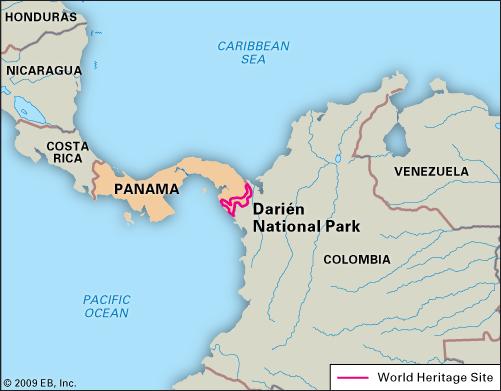 HONDURAS
CARIBBEAN
SEA
NICARAGUA
COSTA
RICA
VENEZUELA
PANAMA
Darién
National Park
COLOMBIA
PACIFIC
OCEAN
© 2009 EB, Inc.
World Heritage Site